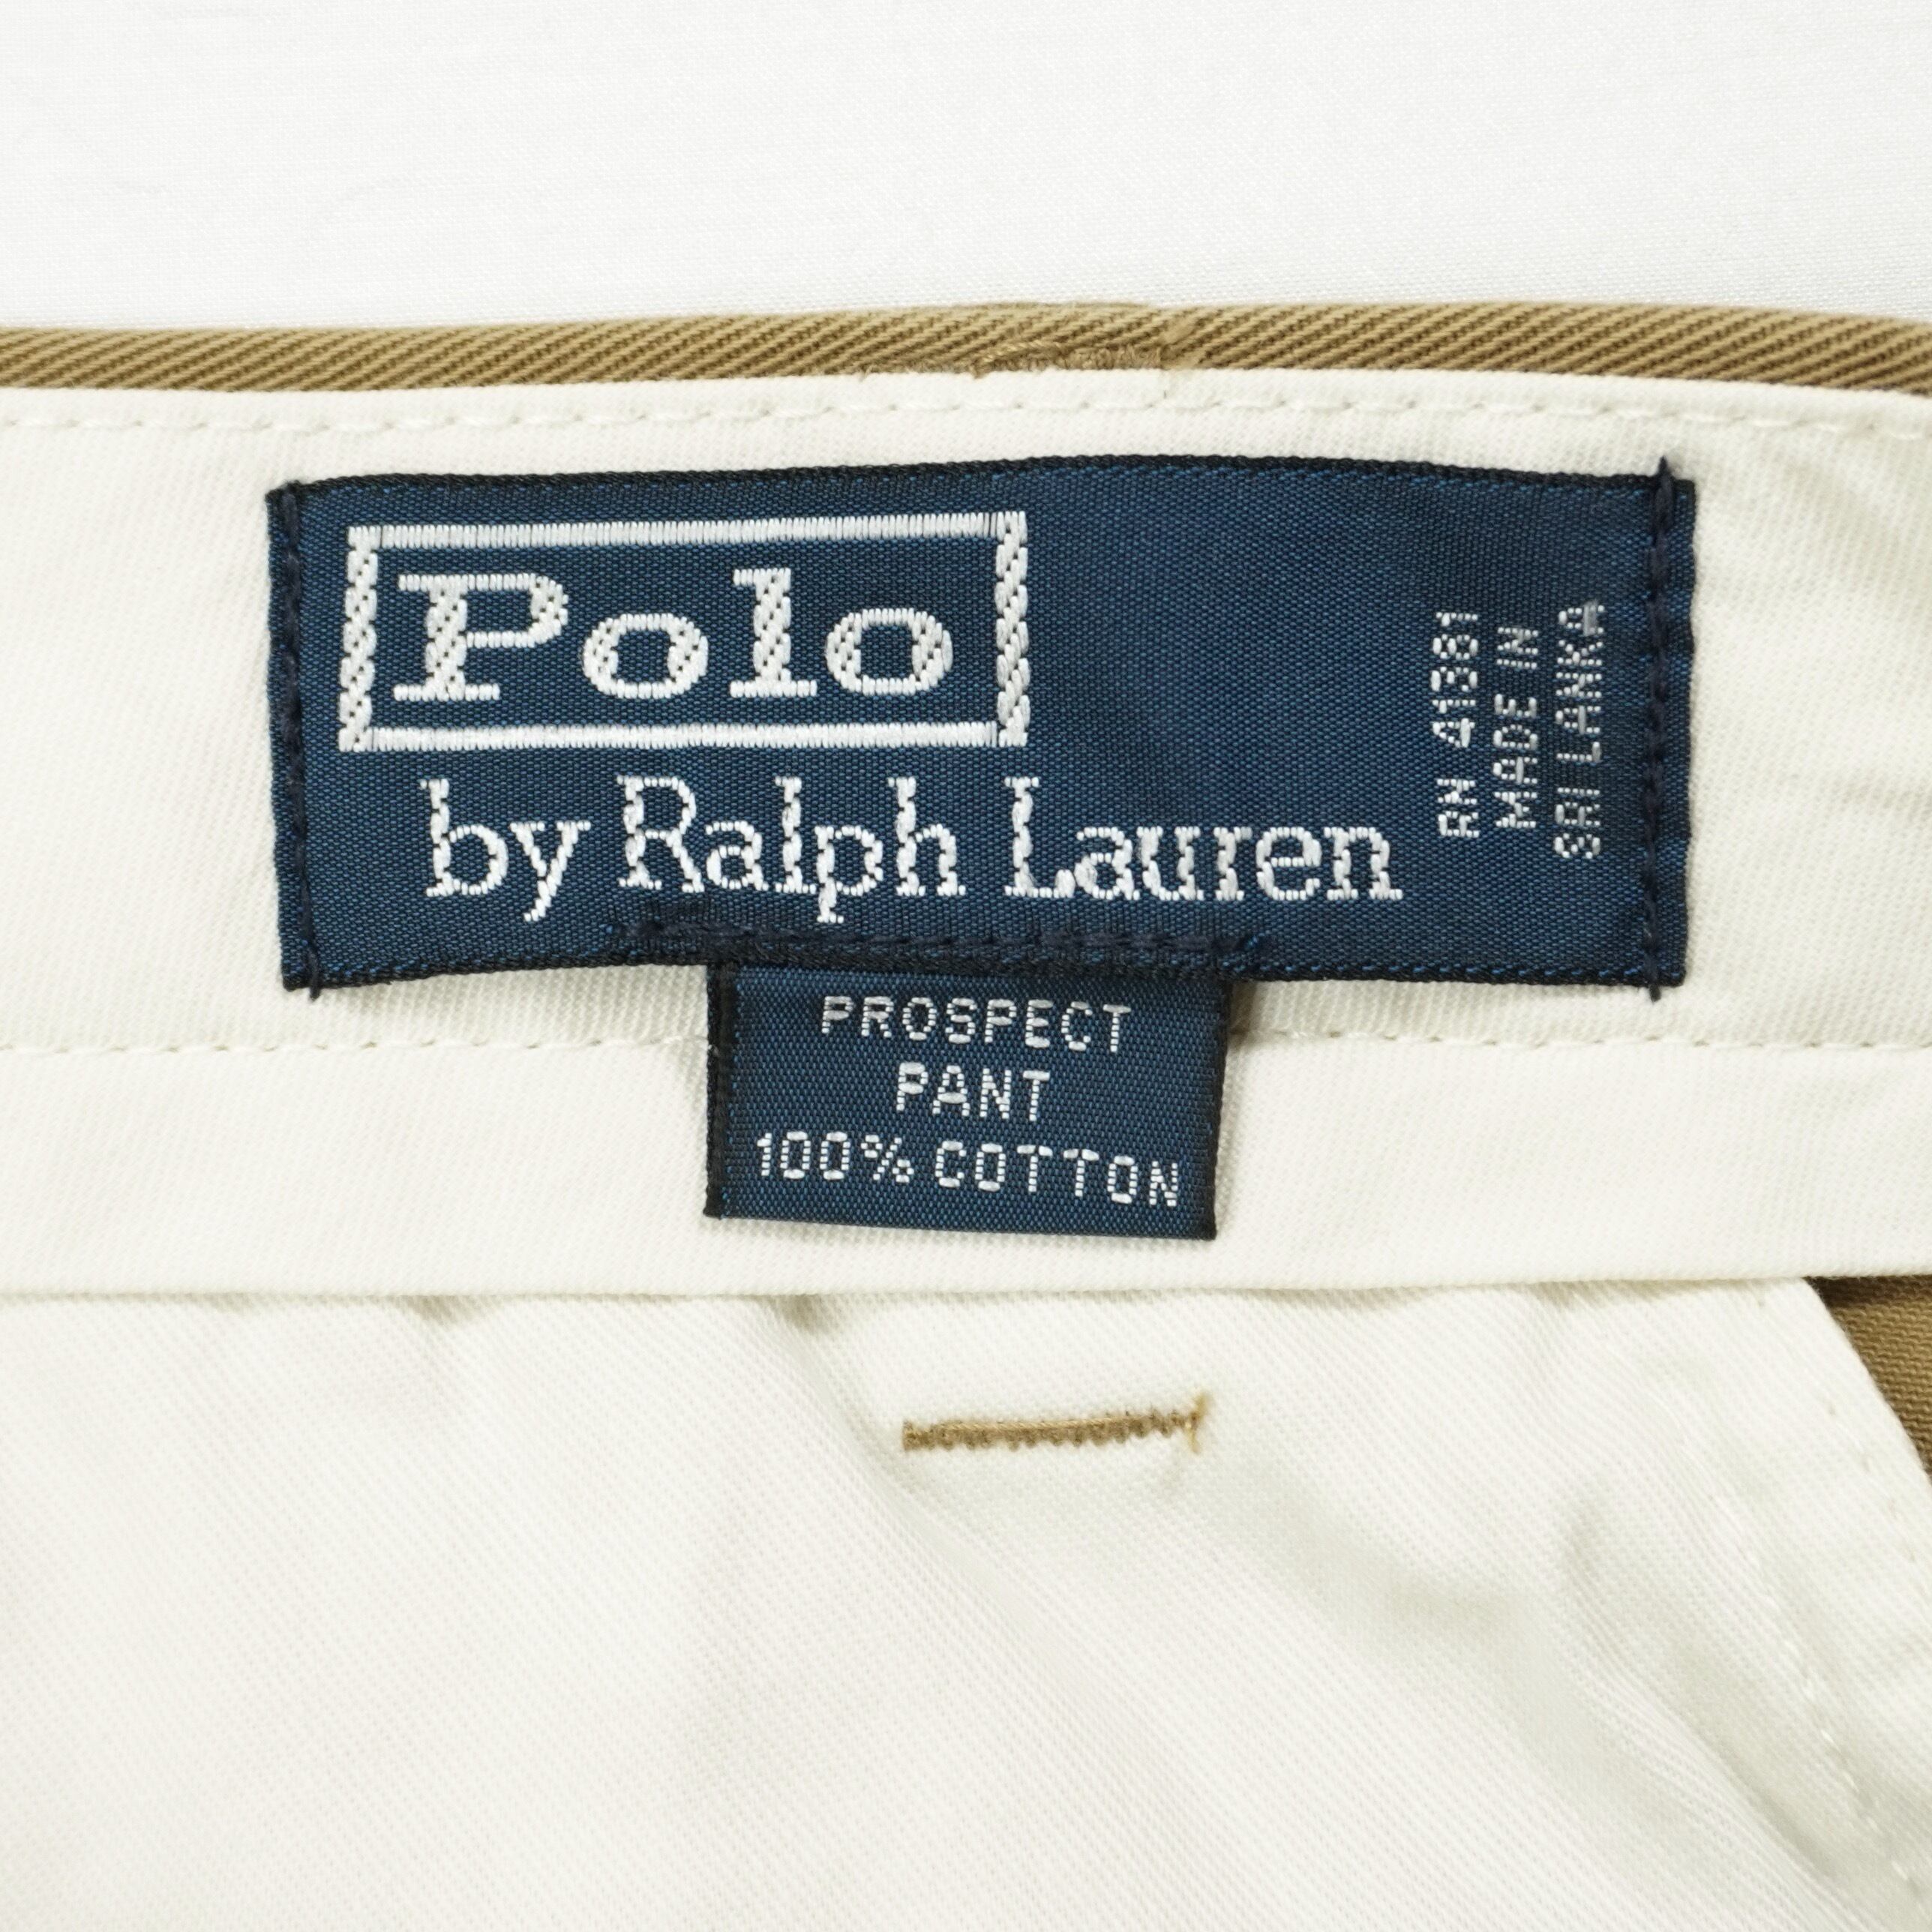 Polo
by Ralph Lauren
RN 41381
MADE IN
SRI LANKA
PROSPECT
PANT
100% COTTON